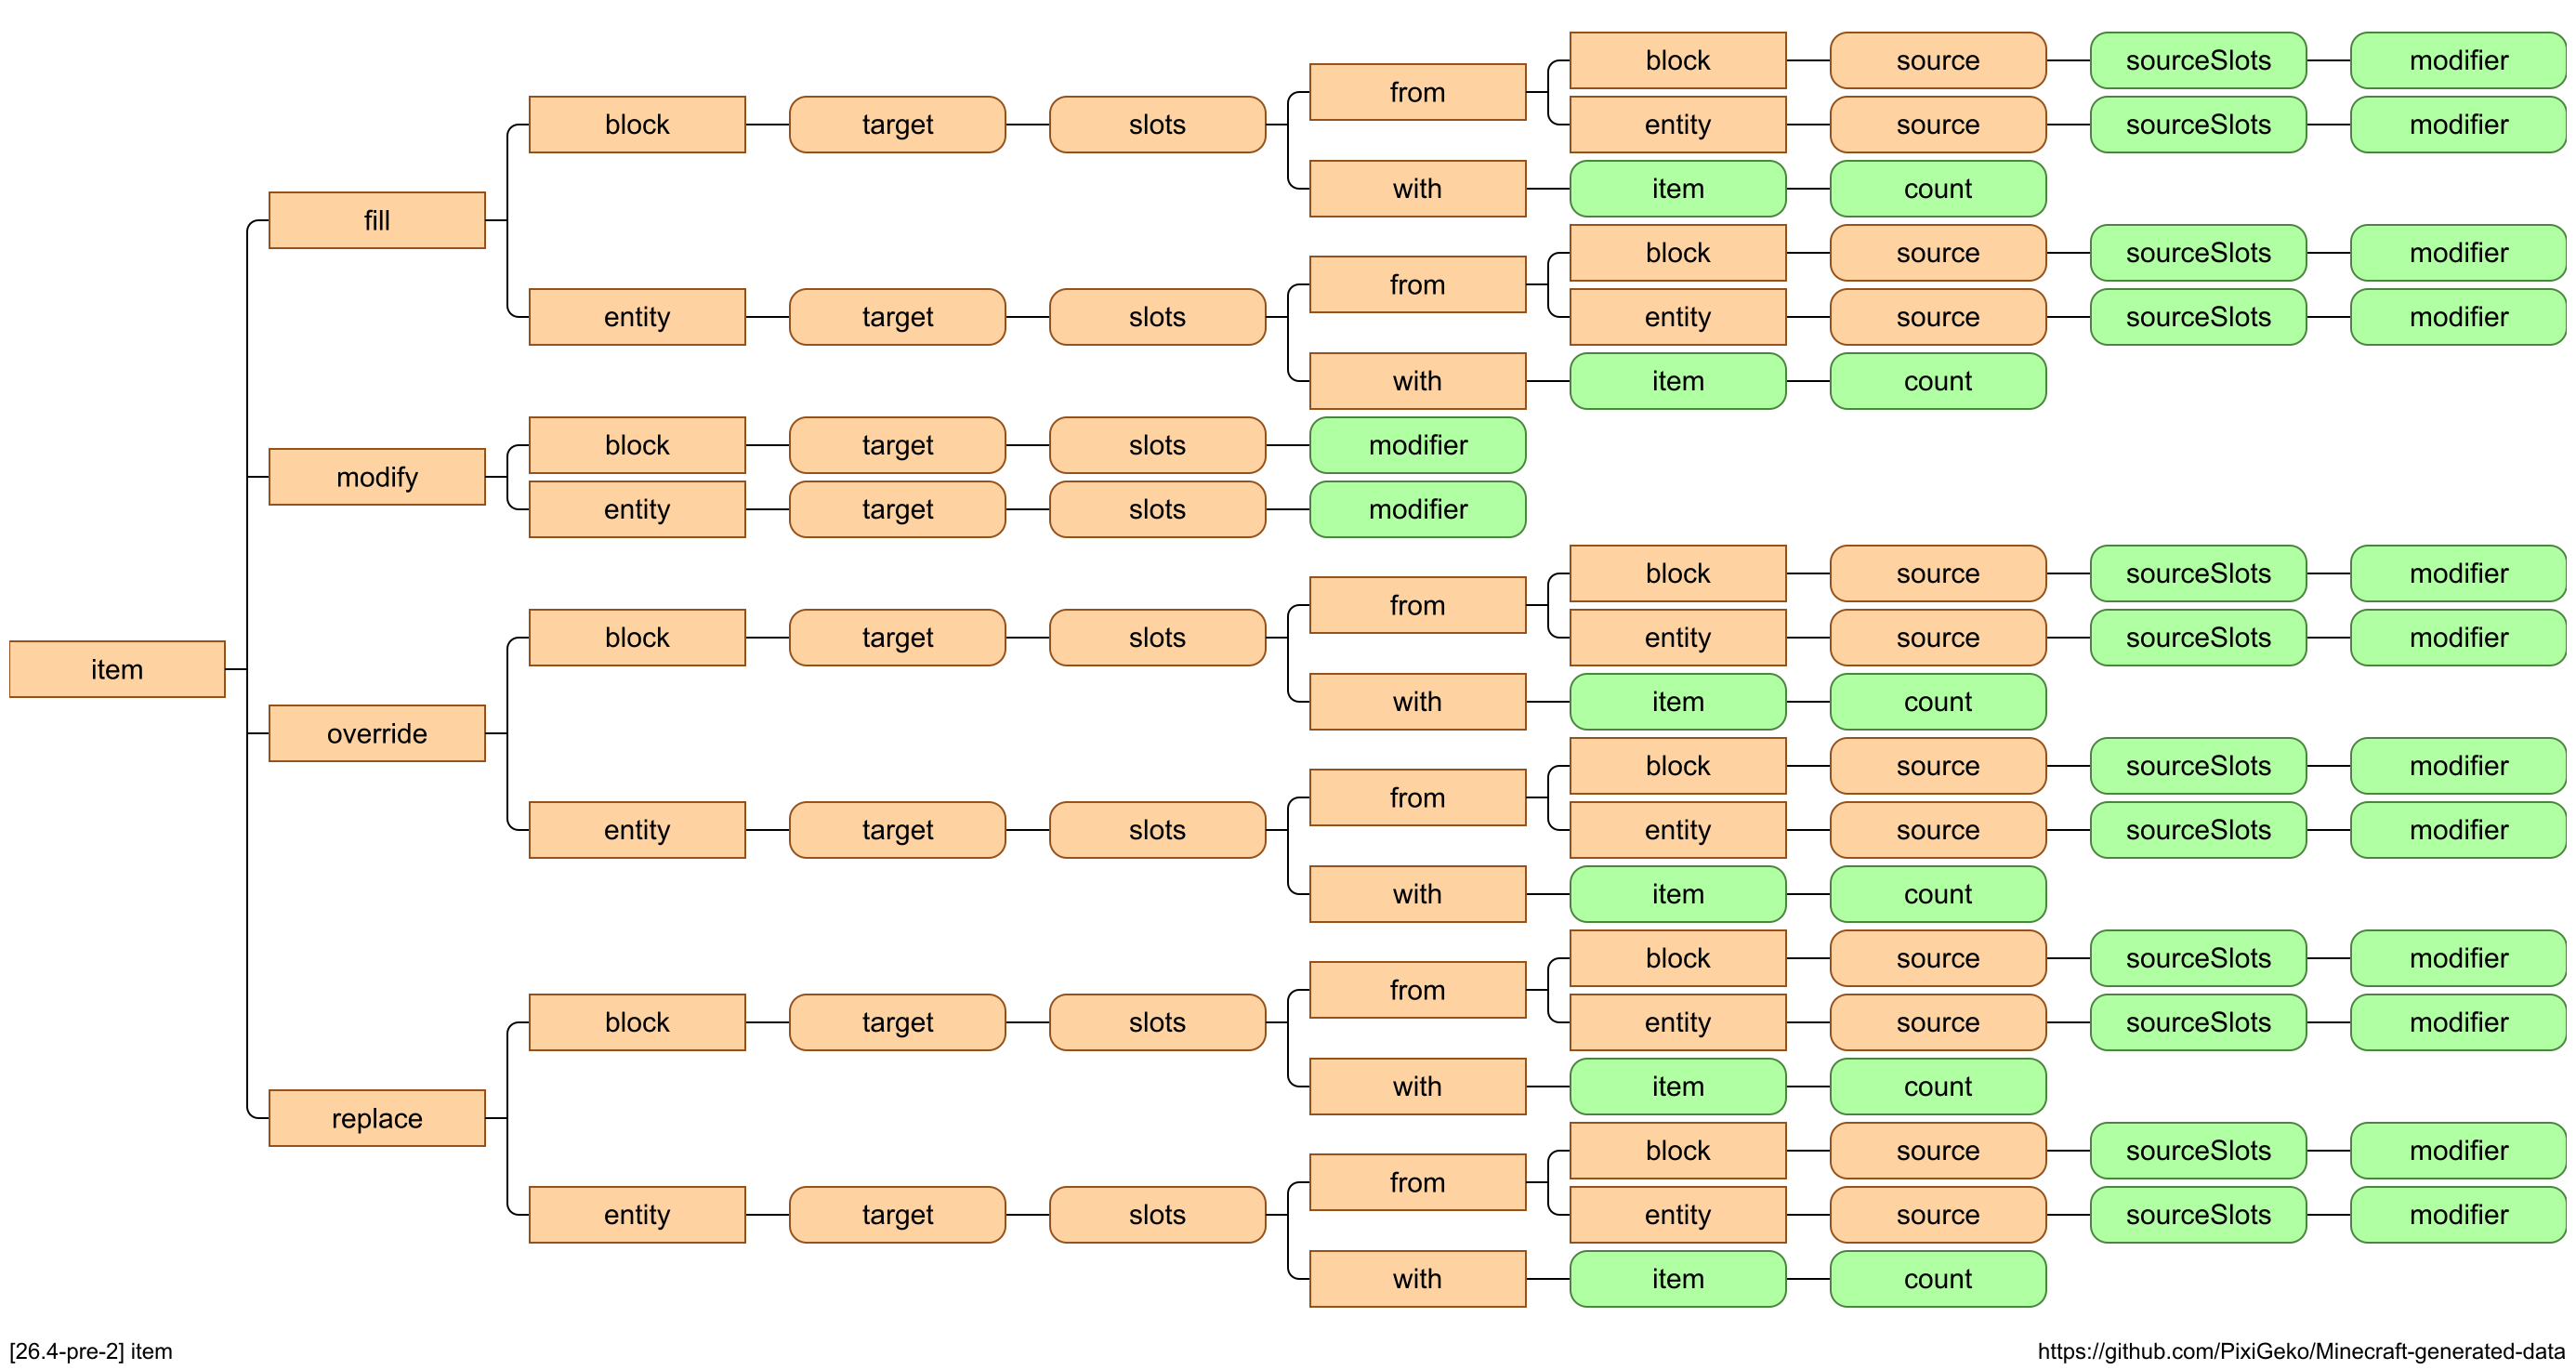 block source sourceSlots modifier
from
block target slots entity source sourceSlots modifier
with item count
fill
block source sourceSlots modifier
from
entity target slots entity source sourceSlots modifier
with item count
block target slots modifier
modify
entity target slots modifier
block source sourceSlots modifier
from
block target slots entity source sourceSlots modifier
item
with item count
override
block source sourceSlots modifier
from
entity target slots entity source sourceSlots modifier
with item count
block source sourceSlots modifier
from
block target slots entity source sourceSlots modifier
with item count
replace
block source sourceSlots modifier
from
entity target slots entity source sourceSlots modifier
with item count
[26.4-pre-2] item
https://github.com/PixiGeko/Minecraft-generated-data